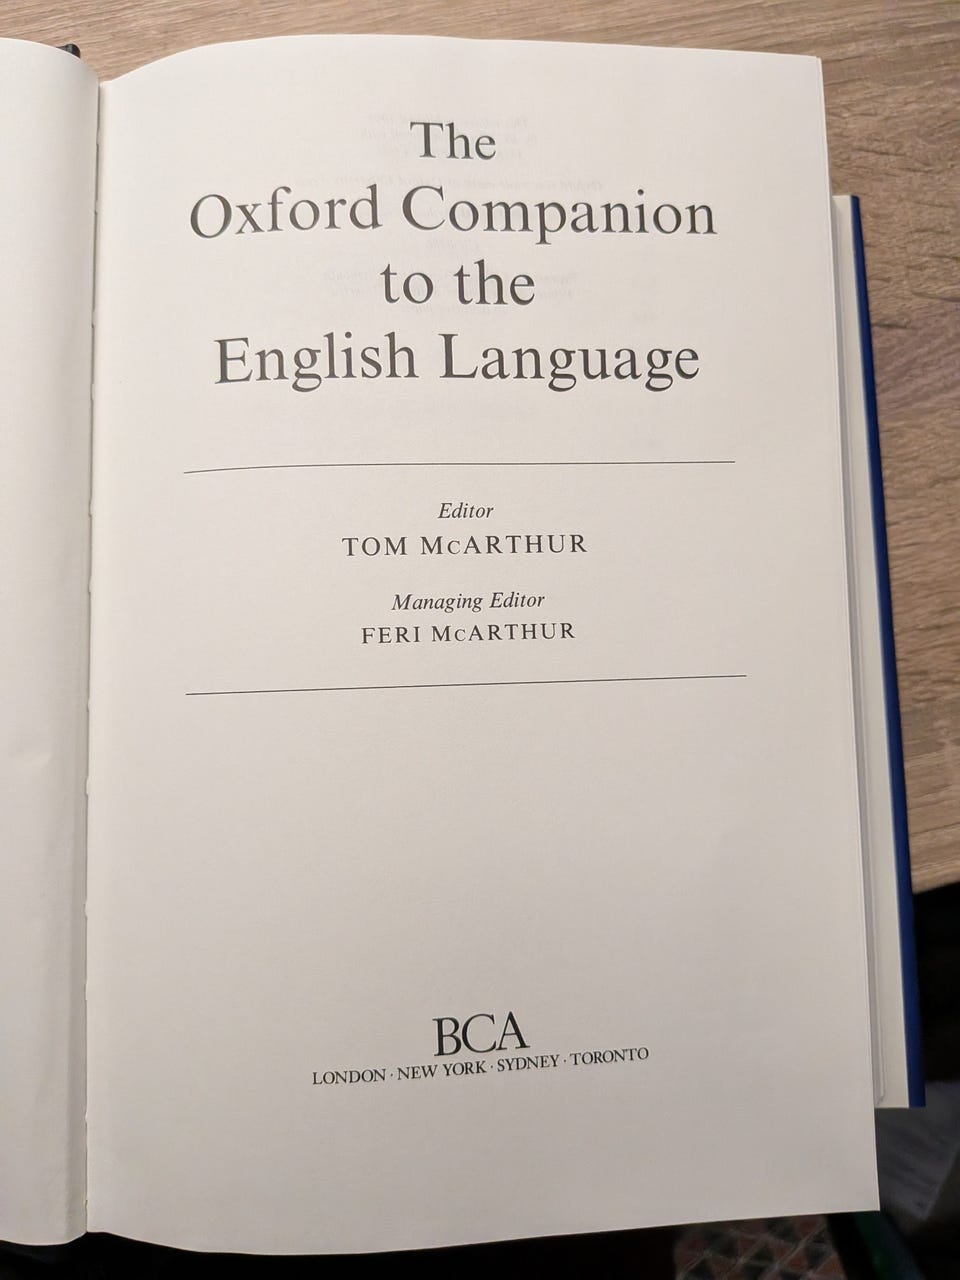 The
Oxford Companion
to the
English Language
Editor
TOM McARTHUR
Managing Editor
FERI McARTHUR
BCA
LONDON · NEW YORK · SYDNEY · TORONTO